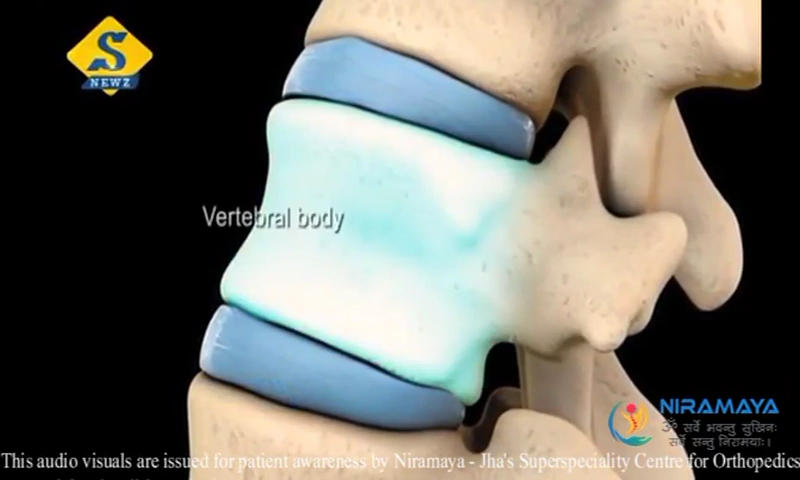 S
NEWZ
Vertebral body
NIRAMAYA
ॐ सर्वे भवन्तु सुखिनः
सर्वे सन्तु निरामयाः।
This audio visuals are issued for patient awareness by Niramaya - Jha's Superspeciality Centre for Orthopedics